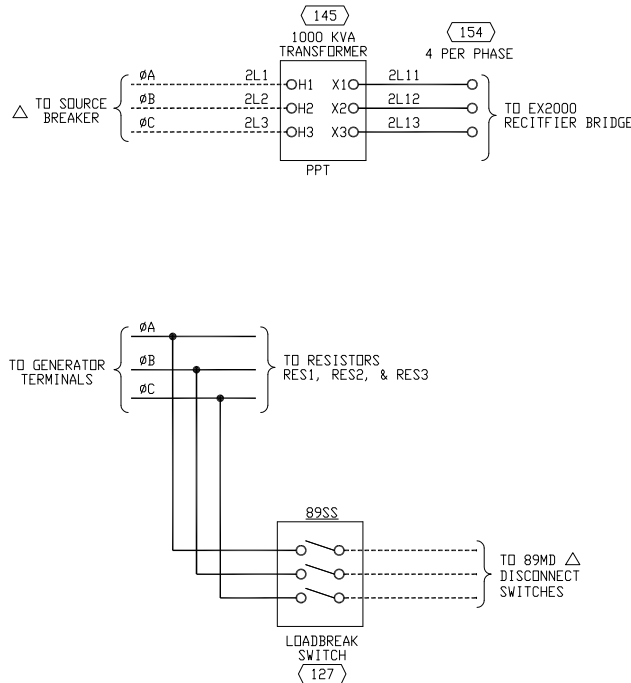 145
1000 KVA
TRANSFORMER
154
4 PER PHASE
ØA 2L1 H1 X1 2L11
ØB 2L2 H2 X2 2L12
ØC 2L3 H3 X3 2L13
TO SOURCE
BREAKER
TO EX2000
RECITFIER BRIDGE
PPT
ØA
ØB
ØC
TO GENERATOR
TERMINALS
TO RESISTORS
RES1, RES2, & RES3
89SS
TO 89MD
DISCONNECT
SWITCHES
LOADBREAK
SWITCH
127